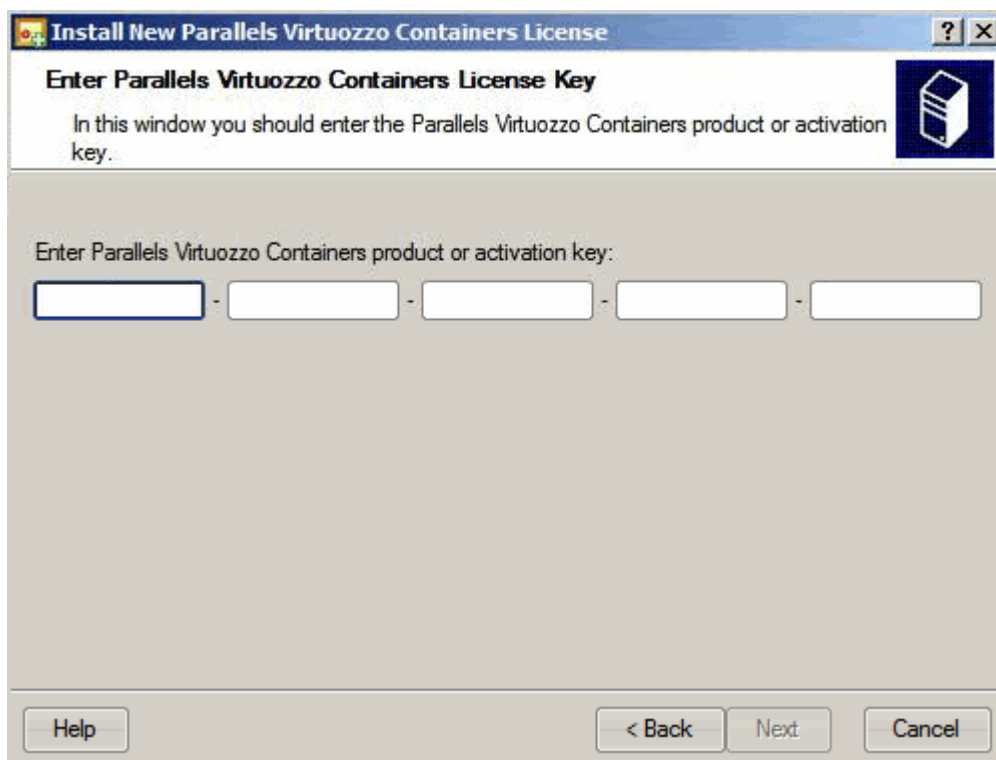 Install New Parallels Virtuozzo Containers License
Enter Parallels Virtuozzo Containers License Key
In this window you should enter the Parallels Virtuozzo Containers product or activation
key.
Enter Parallels Virtuozzo Containers product or activation key:
- - - -
Help < Back Next Cancel